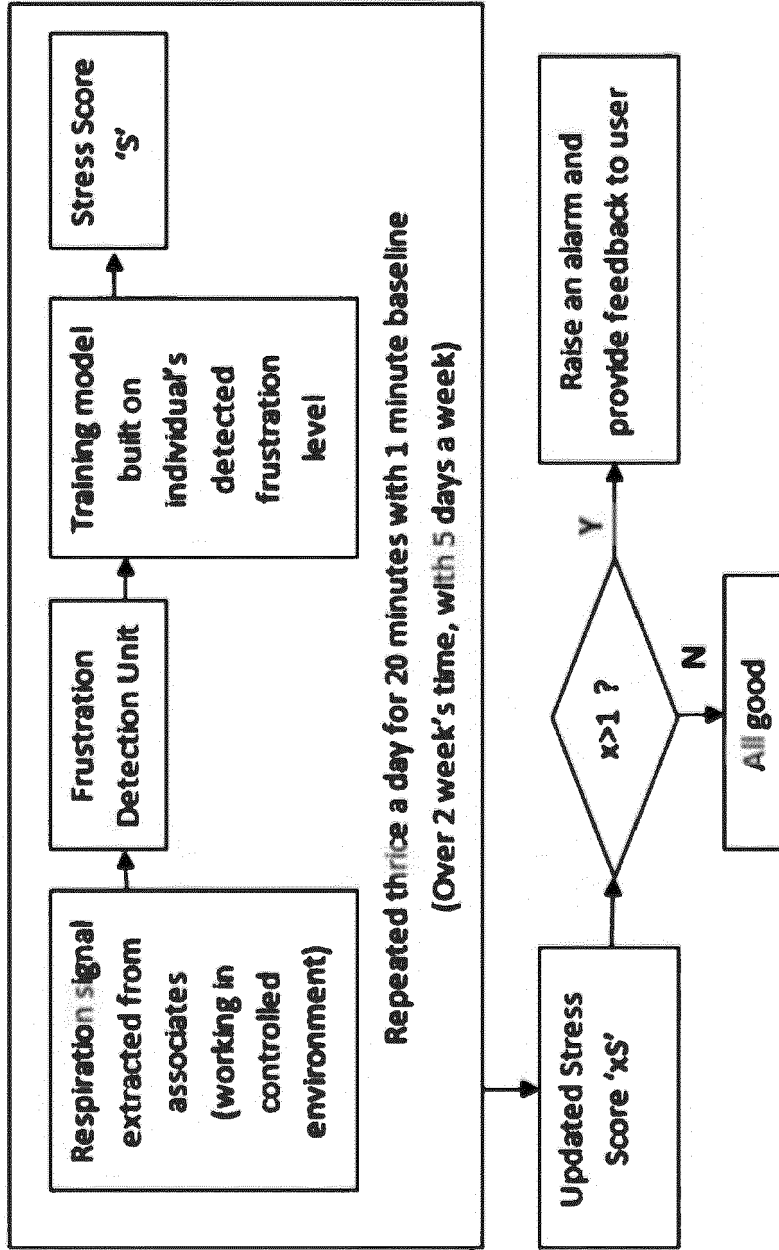 Respiration signal
extracted from
associates
(working in
controlled
environment)
Frustration
Detection Unit
Training model
built on
individual's
detected
frustration
level
Stress Score
‘S’
Repeated thrice a day for 20 minutes with 1 minute baseline
(Over 2 week's time, with 5 days a week)
Updated Stress
Score ‘xS’
x>1 ?
Y
Raise an alarm and
provide feedback to user
N
All good